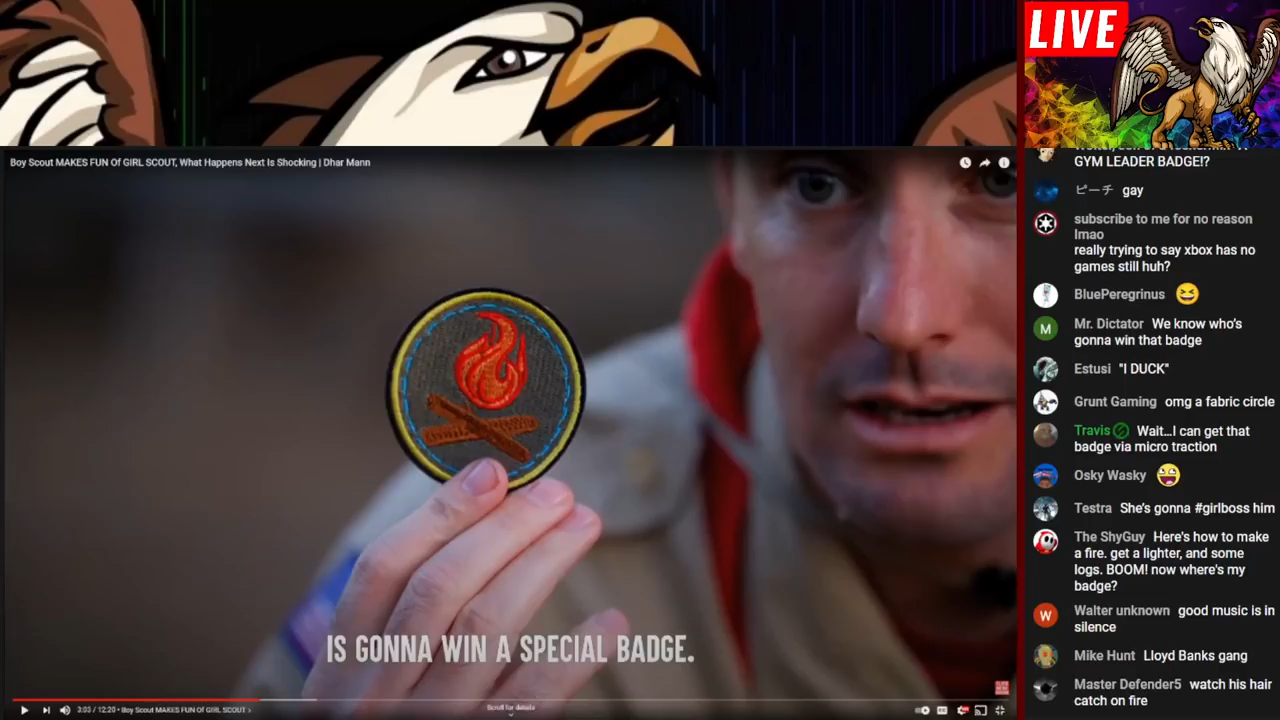 LIVE
Boy Scout MAKES FUN Of GIRL SCOUT, What Happens Next Is Shocking | Dhar Mann
GYM LEADER BADGE!?
ピーチ gay
subscribe to me for no reason
lmao
really trying to say xbox has no
games still huh?
BluePeregrinus 😆
M Mr. Dictator We know who's
gonna win that badge
Estusi "I DUCK"
Grunt Gaming omg a fabric circle
Travis Wait...I can get that
badge via micro traction
Osky Wasky 😆
Testra She's gonna #girlboss him
The ShyGuy Here's how to make
a fire. get a lighter, and some
logs. BOOM! now where's my
badge?
W Walter unknown good music is in
silence
Mike Hunt Lloyd Banks gang
Master Defender5 watch his hair
catch on fire
IS GONNA WIN A SPECIAL BADGE.
3:03 / 12:20 • Boy Scout MAKES FUN Of GIRL SCOUT >
Scroll for details